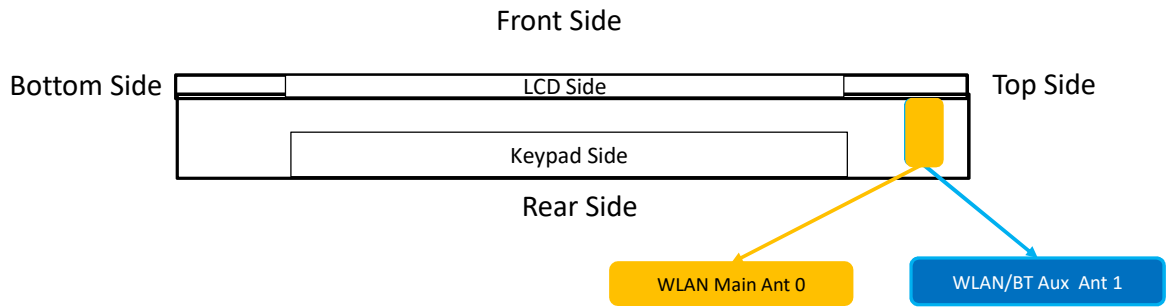 Front Side
Bottom Side
LCD Side
Top Side
Keypad Side
Rear Side
WLAN Main Ant 0
WLAN/BT Aux  Ant 1